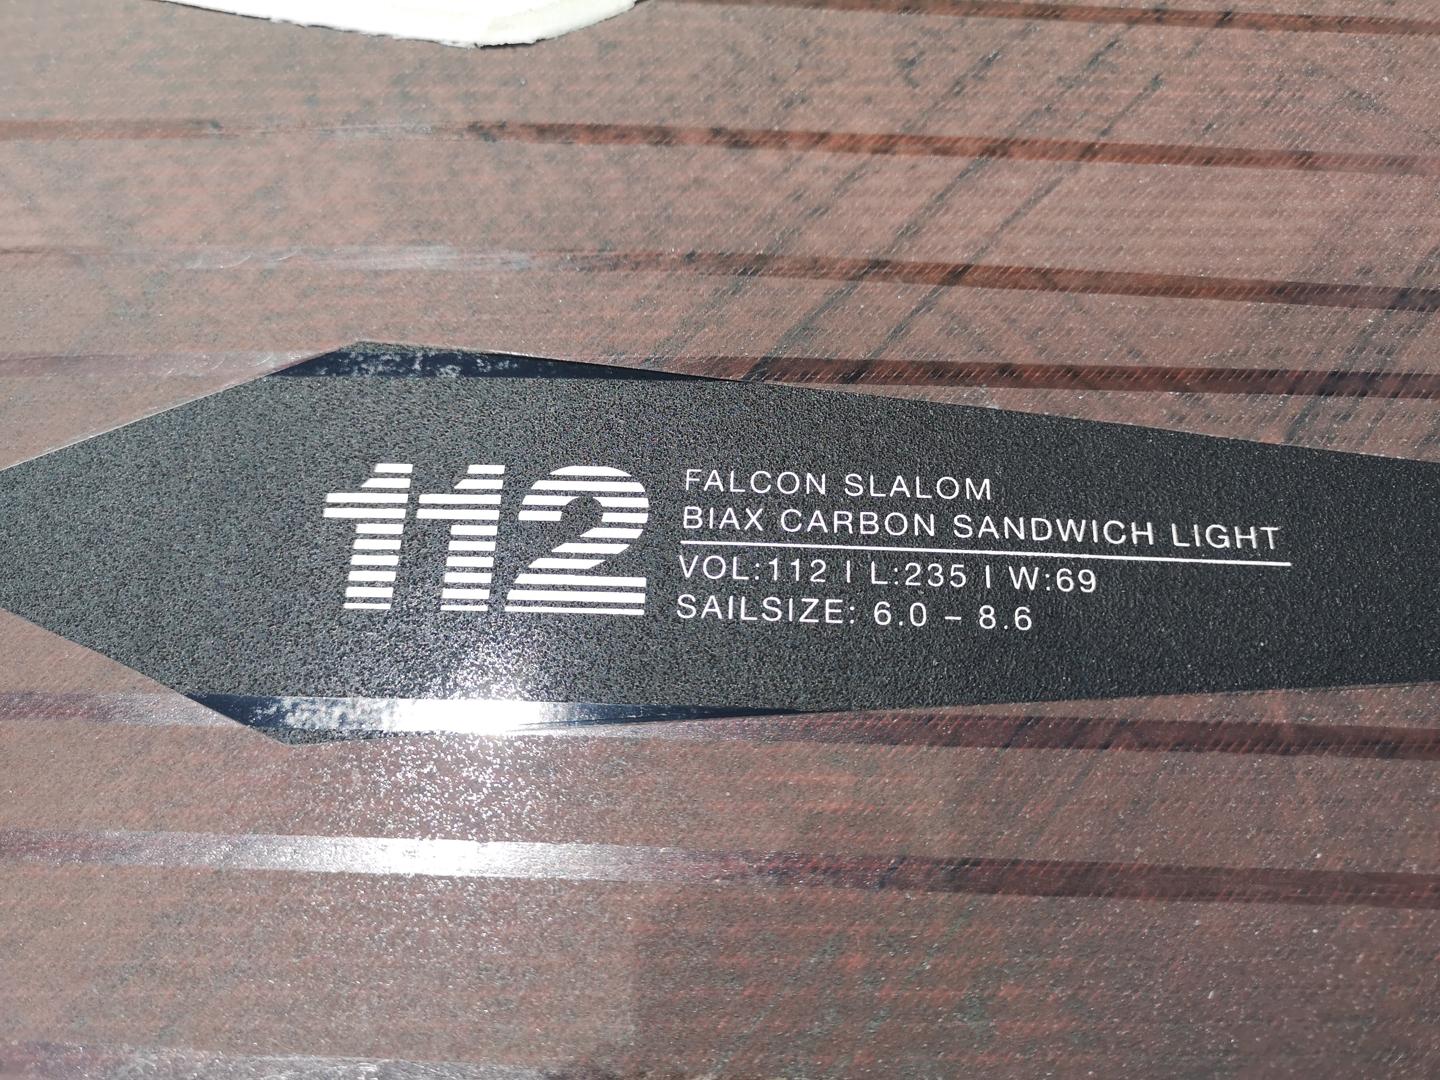 112
FALCON SLALOM
BIAX CARBON SANDWICH LIGHT
VOL:112 | L:235 | W:69
SAILSIZE: 6.0 – 8.6